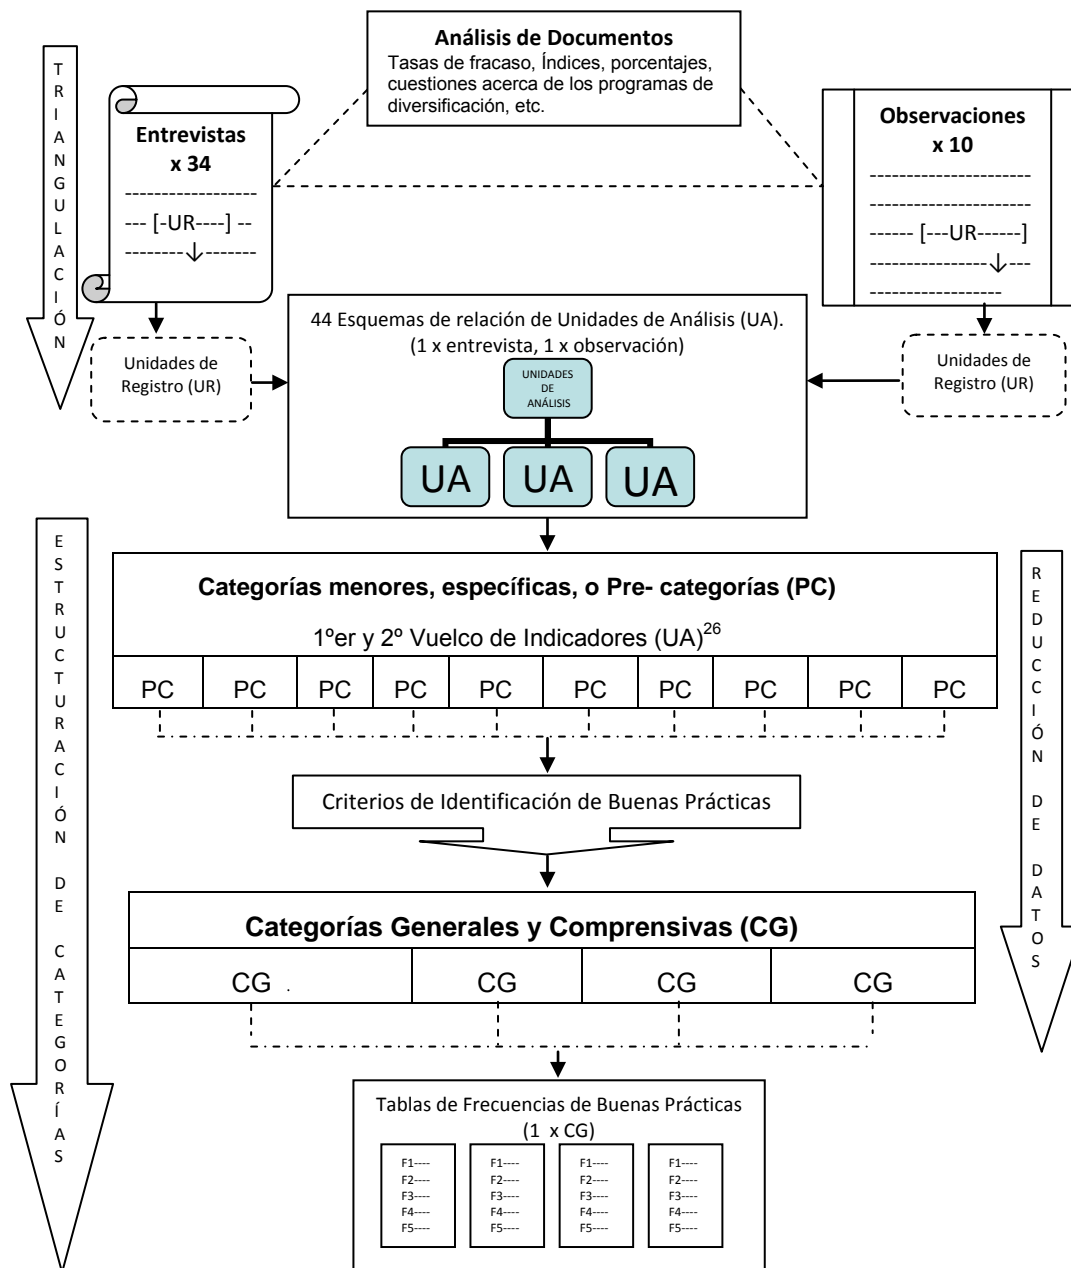 TRIANGULACIÓN
Análisis de Documentos
Tasas de fracaso, Índices, porcentajes,
cuestiones acerca de los programas de
diversificación, etc.
Entrevistas
x 34
-------------------
--- [-UR----] --
--------↓-------
Observaciones
x 10
-----------------------
-----------------------
------ [---UR------]
-----------------↓---
-------------------
Unidades de
Registro (UR)
44 Esquemas de relación de Unidades de Análisis (UA).
(1 x entrevista, 1 x observación)
UNIDADES
DE
ANÁLISIS
UA UA UA
Unidades de
Registro (UR)
ESTRUCTURACIÓN DE CATEGORÍAS
REDUCCIÓN DE DATOS
Categorías menores, específicas, o Pre- categorías (PC)
1ºer y 2º Vuelco de Indicadores (UA)26
PC PC PC PC PC PC PC PC PC PC
Criterios de Identificación de Buenas Prácticas
Categorías Generales y Comprensivas (CG)
CG . CG CG CG
Tablas de Frecuencias de Buenas Prácticas
(1 x CG)
F1---- F1---- F1---- F1----
F2---- F2---- F2---- F2----
F3---- F3---- F3---- F3----
F4---- F4---- F4---- F4----
F5---- F5---- F5---- F5----